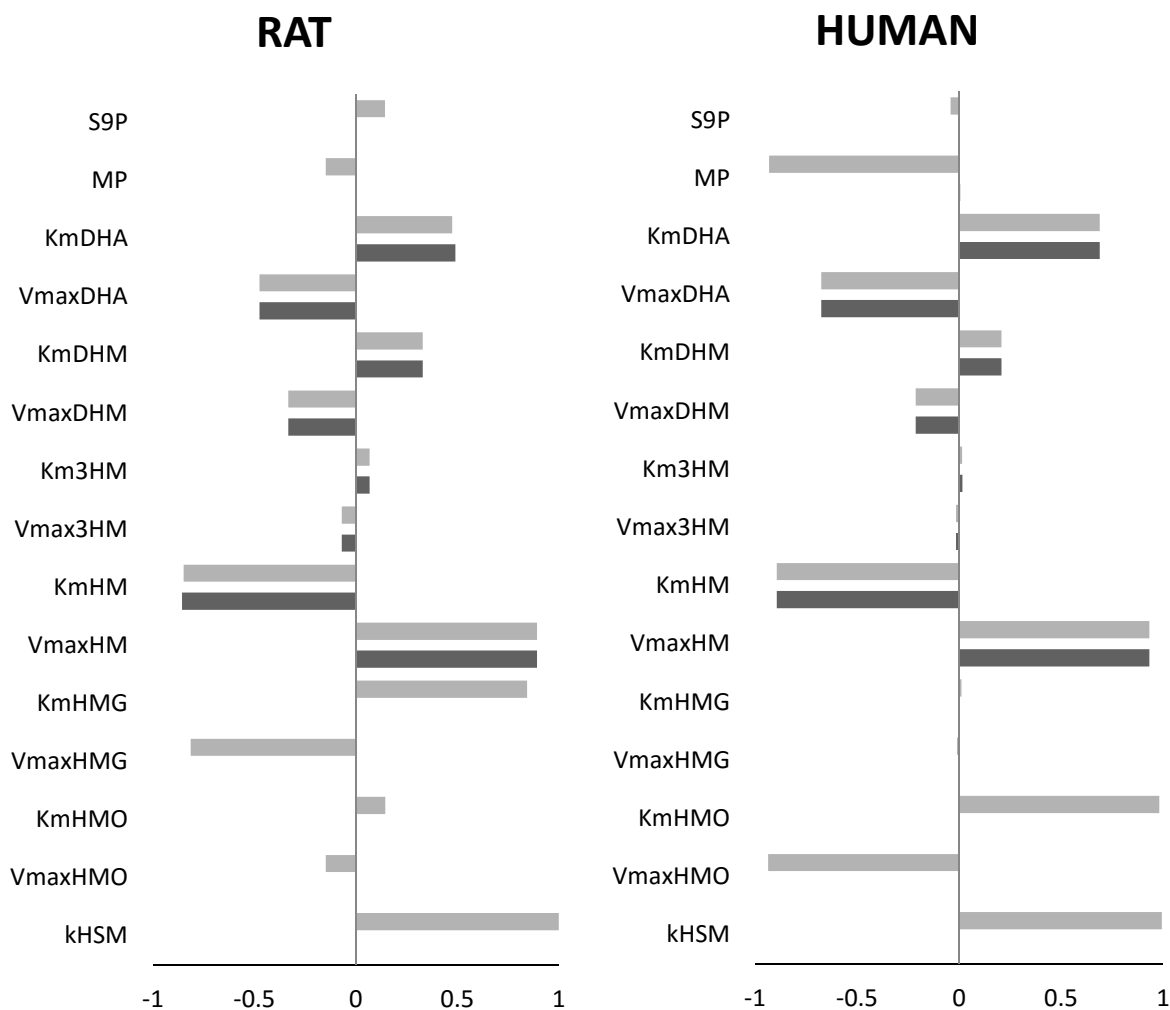 RAT
S9P
MP
KmDHA
VmaxDHA
KmDHM
VmaxDHM
Km3HM
Vmax3HM
KmHM
VmaxHM
KmHMG
VmaxHMG
KmHMO
VmaxHMO
kHSM
-1 -0.5 0 0.5 1
HUMAN
S9P
MP
KmDHA
VmaxDHA
KmDHM
VmaxDHM
Km3HM
Vmax3HM
KmHM
VmaxHM
KmHMG
VmaxHMG
KmHMO
VmaxHMO
kHSM
-1 -0.5 0 0.5 1